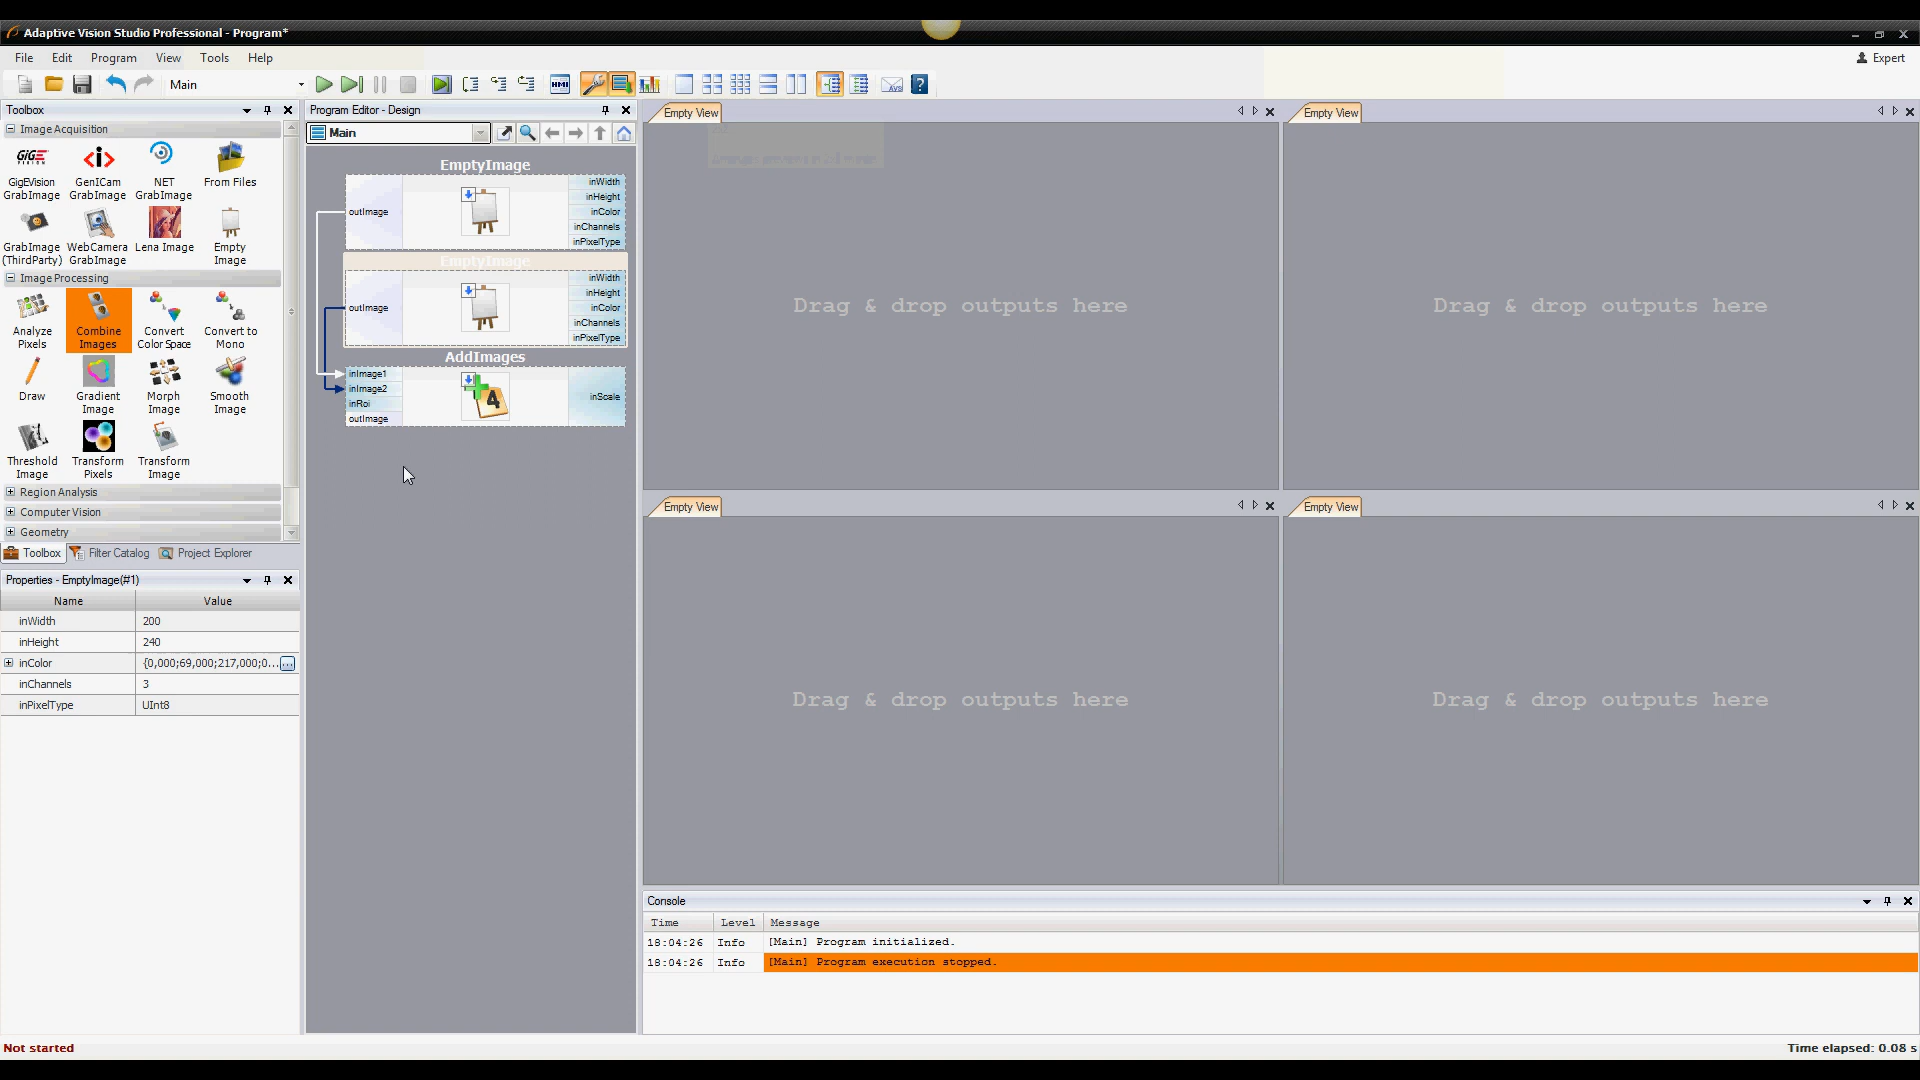 Adaptive Vision Studio Professional - Program*
File Edit Program View Tools Help
Expert
Main
HMI
AVS
Toolbox
Image Acquisition
GigEVision GrabImage
GenICam GrabImage
NET GrabImage
From Files
GrabImage (ThirdParty)
WebCamera GrabImage
Lena Image
Empty Image
Image Processing
Analyze Pixels
Combine Images
Convert Color Space
Convert to Mono
Draw
Gradient Image
Morph Image
Smooth Image
Threshold Image
Transform Pixels
Transform Image
Region Analysis
Computer Vision
Geometry
Toolbox Filter Catalog Project Explorer
Properties - EmptyImage(#1)
Name Value
inWidth 200
inHeight 240
inColor {0,000;69,000;217,000;0... ...
inChannels 3
inPixelType UInt8
Program Editor - Design
Main
EmptyImage
outImage
inWidth
inHeight
inColor
inChannels
inPixelType
EmptyImage
outImage
inWidth
inHeight
inColor
inChannels
inPixelType
AddImages
inImage1
inImage2
inRoi
outImage
4
inScale
Empty View
Drag & drop outputs here
Empty View
Drag & drop outputs here
Empty View
Drag & drop outputs here
Empty View
Drag & drop outputs here
Console
Time Level Message
18:04:26 Info [Main] Program initialized.
18:04:26 Info [Main] Program execution stopped.
Not started
Time elapsed: 0.08 s